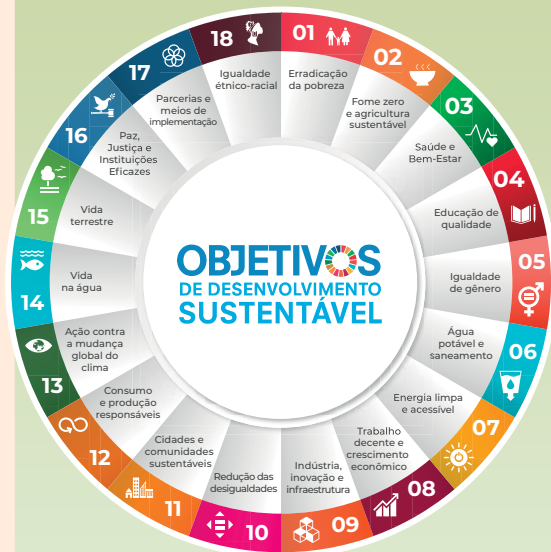 OBJETIVOS
DE DESENVOLVIMENTO
SUSTENTÁVEL
01
Erradicação
da pobreza
02
Fome zero
e agricultura
sustentável
03
Saúde e
Bem-Estar
04
Educação de
qualidade
05
Igualdade
de gênero
06
Água
potável e
saneamento
07
Energia limpa
e acessível
08
Trabalho
decente e
crescimento
econômico
09
Indústria,
inovação e
infraestrutura
10
Redução das
desigualdades
11
Cidades e
comunidades
sustentáveis
12
Consumo
e produção
responsáveis
13
Ação contra
a mudança
global do
clima
14
Vida
na água
15
Vida
terrestre
16
Paz,
Justiça e
Instituições
Eficazes
17
Parcerias e
meios de
implementação
18
Igualdade
étnico-racial